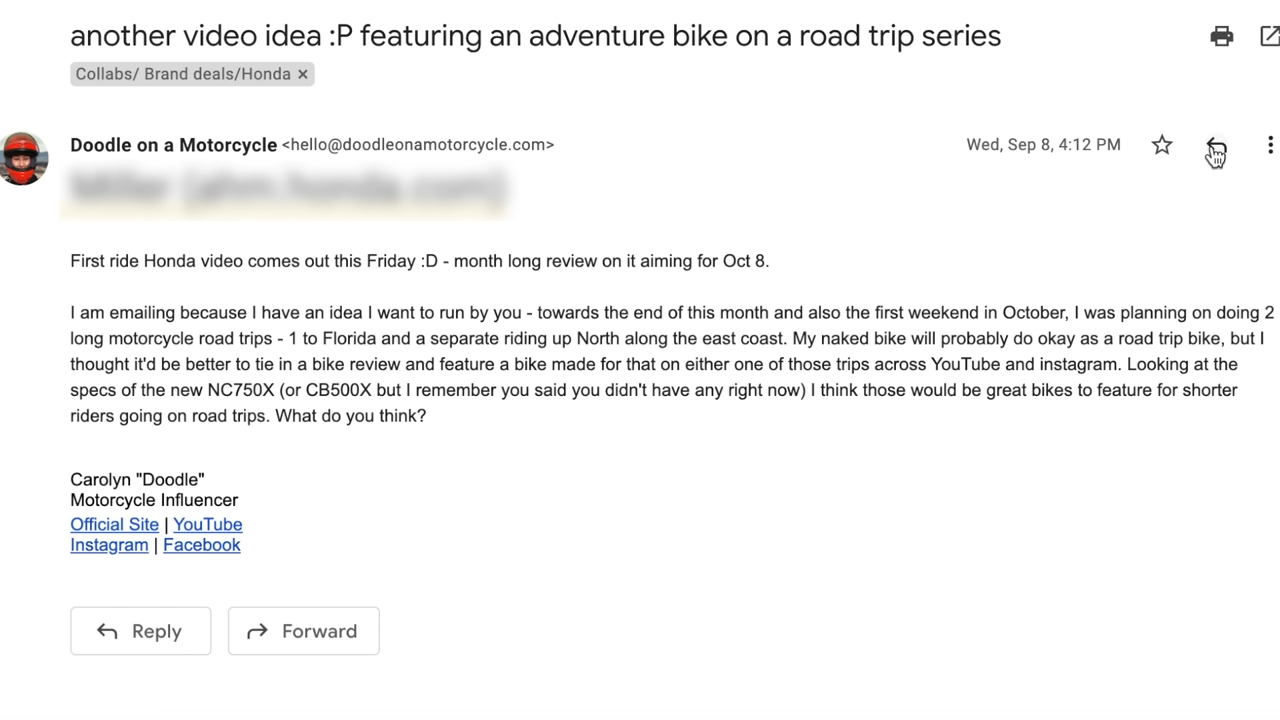 another video idea :P featuring an adventure bike on a road trip series
Collabs/ Brand deals/Honda ×
Doodle on a Motorcycle <hello@doodleonamotorcycle.com> Wed, Sep 8, 4:12 PM
First ride Honda video comes out this Friday :D - month long review on it aiming for Oct 8.
I am emailing because I have an idea I want to run by you - towards the end of this month and also the first weekend in October, I was planning on doing 2
long motorcycle road trips - 1 to Florida and a separate riding up North along the east coast. My naked bike will probably do okay as a road trip bike, but I
thought it'd be better to tie in a bike review and feature a bike made for that on either one of those trips across YouTube and instagram. Looking at the
specs of the new NC750X (or CB500X but I remember you said you didn't have any right now) I think those would be great bikes to feature for shorter
riders going on road trips. What do you think?
Carolyn "Doodle"
Motorcycle Influencer
Official Site | YouTube
Instagram | Facebook
Reply Forward